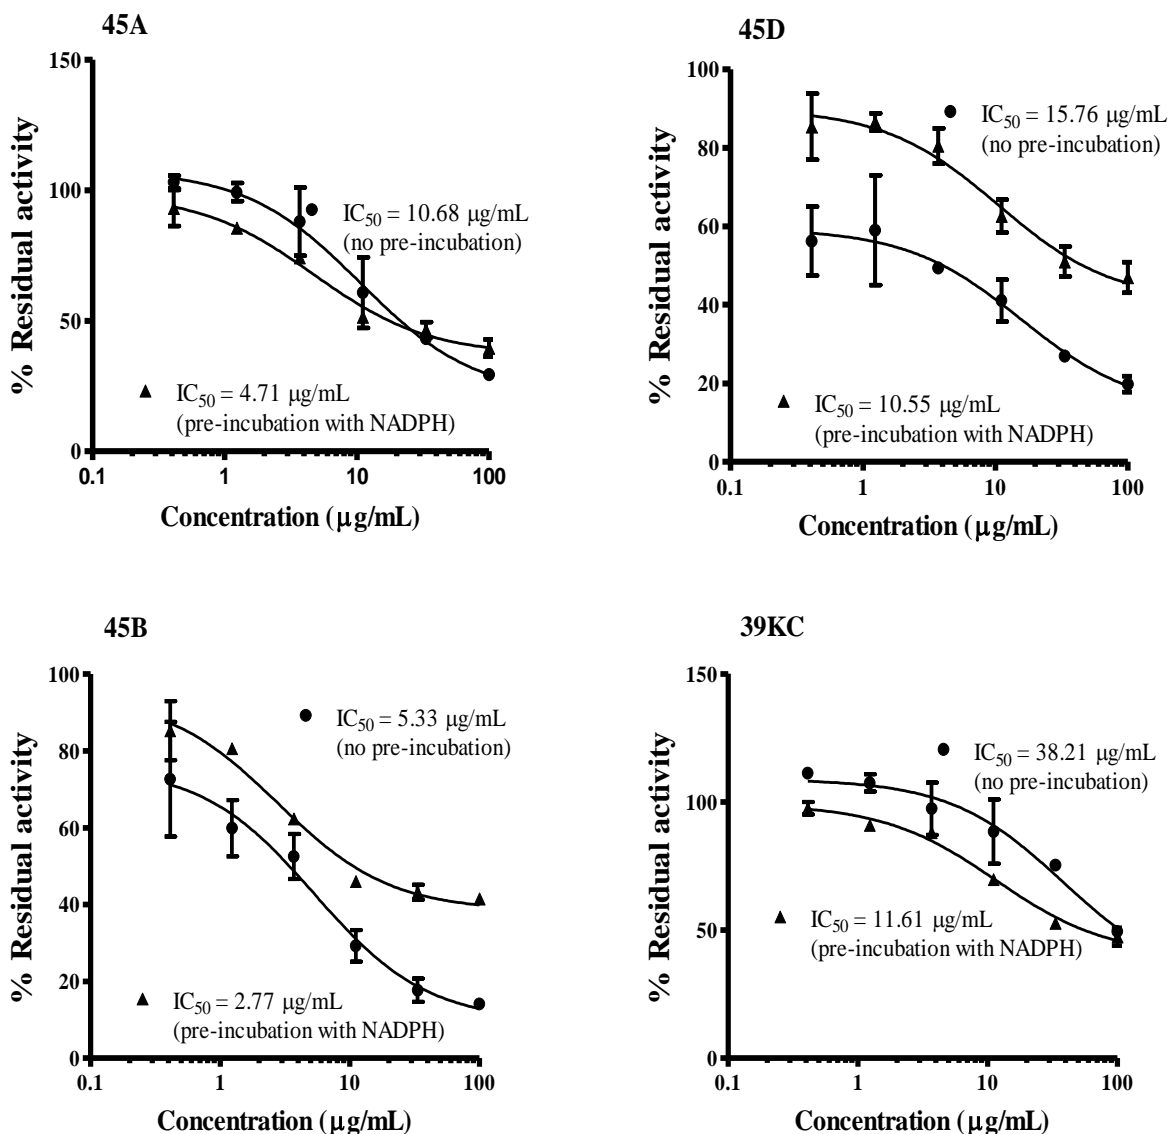 45A
% Residual activity
150
100
50
0
IC50 = 10.68 μg/mL
(no pre-incubation)
IC50 = 4.71 μg/mL
(pre-incubation with NADPH)
0.1 1 10 100
Concentration (μg/mL)
45D
% Residual activity
100
80
60
40
20
0
IC50 = 15.76 μg/mL
(no pre-incubation)
IC50 = 10.55 μg/mL
(pre-incubation with NADPH)
0.1 1 10 100
Concentration (μg/mL)
45B
% Residual activity
100
80
60
40
20
0
IC50 = 5.33 μg/mL
(no pre-incubation)
IC50 = 2.77 μg/mL
(pre-incubation with NADPH)
0.1 1 10 100
Concentration (μg/mL)
39KC
% Residual activity
150
100
50
0
IC50 = 38.21 μg/mL
(no pre-incubation)
IC50 = 11.61 μg/mL
(pre-incubation with NADPH)
0.1 1 10 100
Concentration (μg/mL)